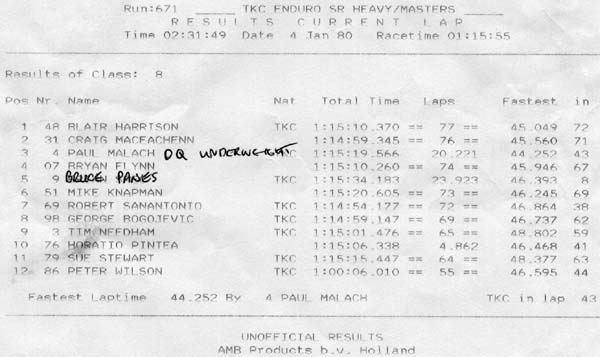 Run:671 TKC ENDURO SR HEAVY/MASTERS
RESULTS CURRENT LAP
Time 02:31:49 Date 4 Jan 80 Racetime 01:15:55
Results of Class: 8
Pos Nr. Name Nat Total Time Laps Fastest in
1 48 BLAIR HARRISON TKC 1:15:10.370 == 77 == 45.049 72
2 31 CRAIG MACEACHENN 1:14:59.345 == 76 == 45.560 71
3 4 PAUL MALACH DQ UNDERWEIGHT 1:15:19.566 20.221 44.252 43
4 07 BRYAN FLYNN 1:15:10.260 == 74 == 45.946 67
5 9 BRUCE TKC 1:15:34.183 23.923 46.393 8
6 51 MIKE KNAPMAN 1:15:20.605 == 73 == 46.245 69
7 69 ROBERT SANANTONIO TKC 1:14:54.177 == 72 == 46.864 38
8 98 GEORGE BOGOJEVIC 1:14:59.147 == 69 == 46.737 62
9 3 TIM NEEDHAM TKC 1:15:01.476 == 65 == 48.802 59
10 76 HORATIO PINTEA 1:15:06.338 4.862 46.468 41
11 79 SUE STEWART TKC 1:15:15.447 == 64 == 48.377 63
12 86 PETER WILSON TKC 1:00:06.010 == 55 == 46.595 44
Fastest Laptime 44.252 By 4 PAUL MALACH TKC in lap 43
UNOFFICIAL RESULTS
AMB Products b.v. Holland